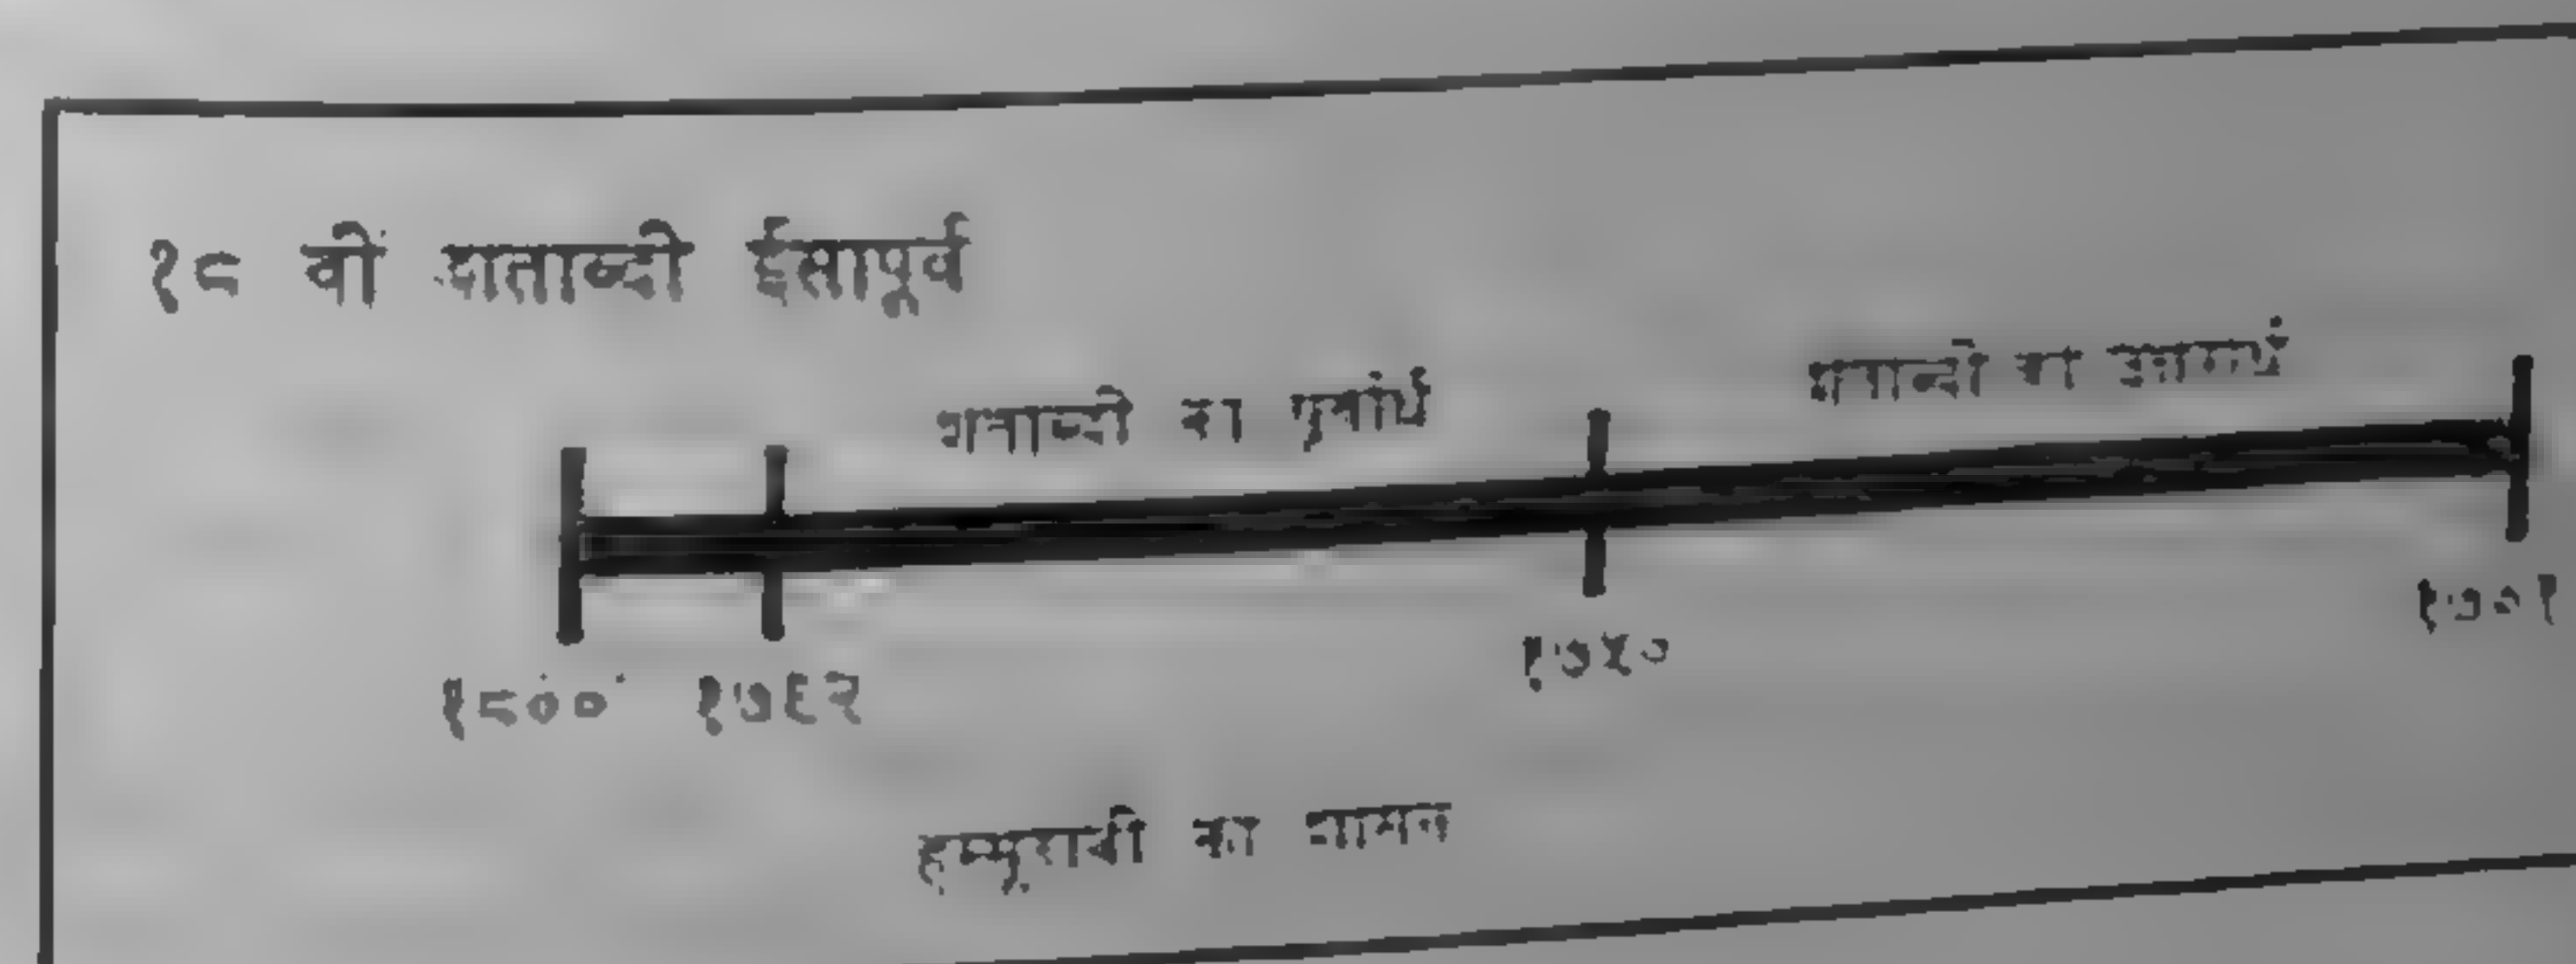 १८ वीं शताब्दी ईसापूर्व
शताब्दी का पूर्वार्ध
शताब्दी का उत्तरार्ध
१८०० १७९२ १७५० १७०१
हम्मूराबी का शासन